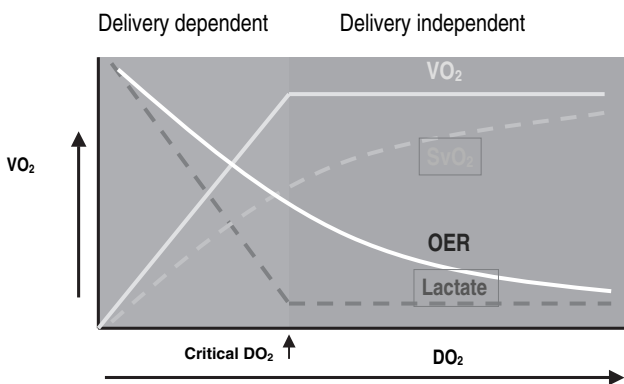 Delivery dependent Delivery independent
VO₂
VO₂
SvO₂
OER
Lactate
Critical DO₂ DO₂